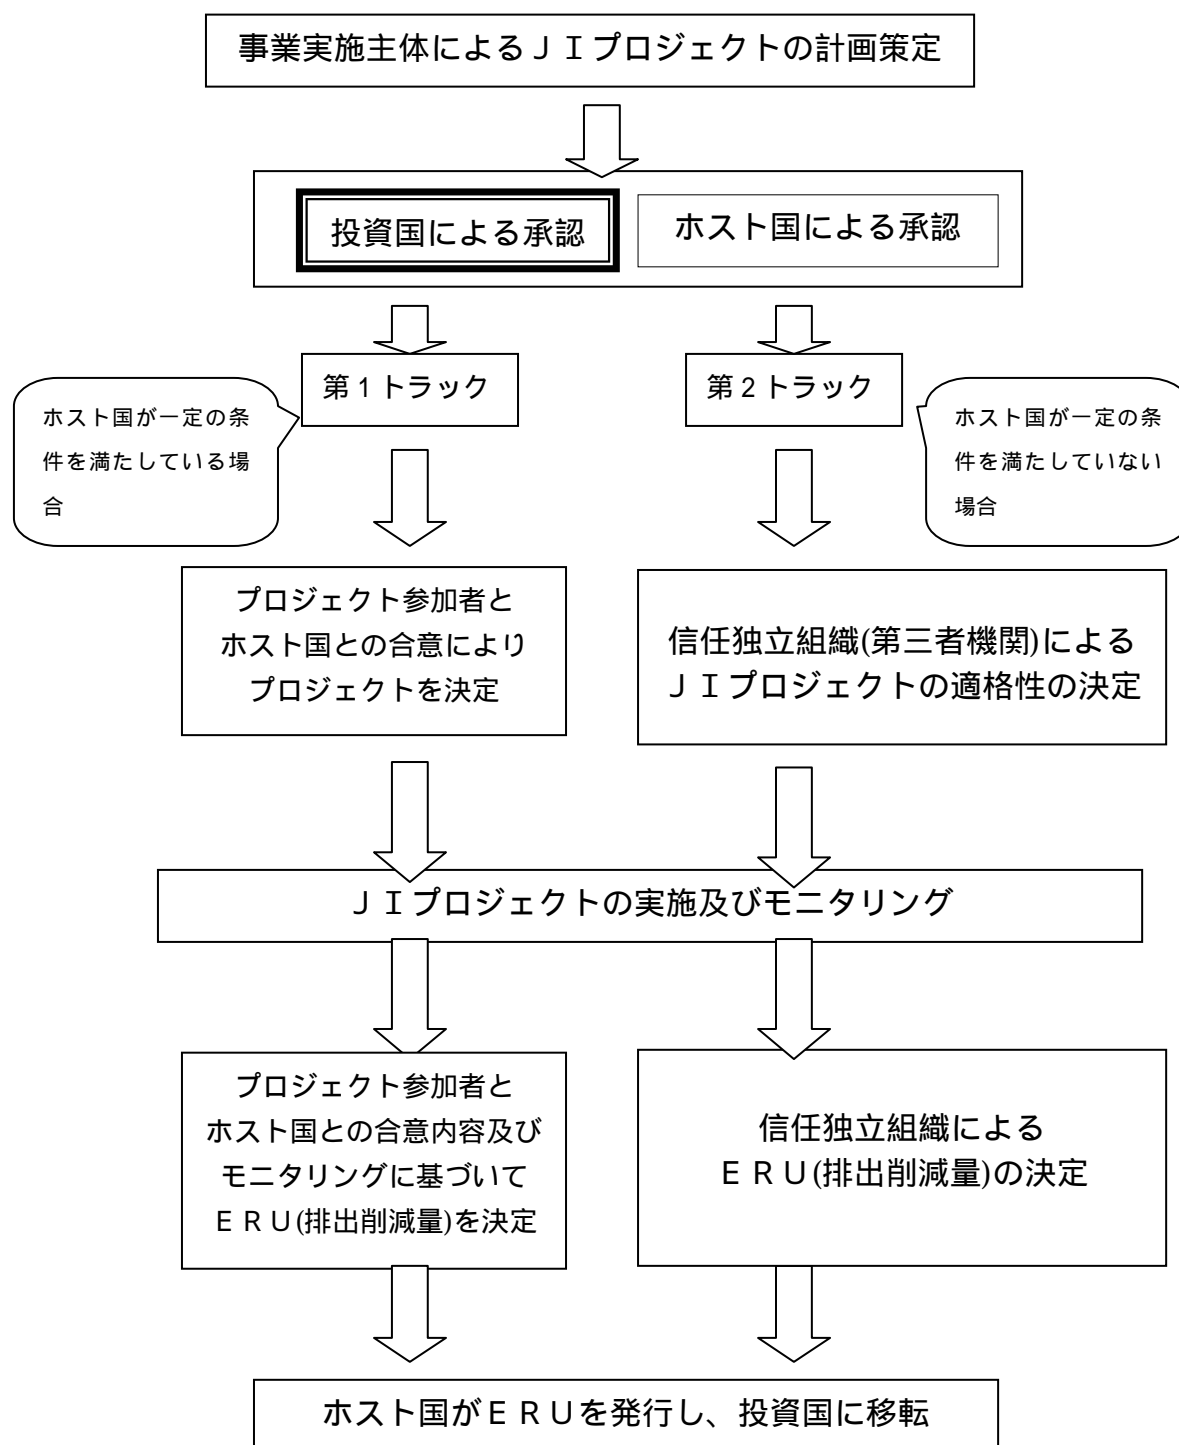 事業実施主体によるＪＩプロジェクトの計画策定
投資国による承認
ホスト国による承認
第１トラック
第２トラック
ホスト国が一定の条
件を満たしている場
合
ホスト国が一定の条
件を満たしていない
場合
プロジェクト参加者と
ホスト国との合意により
プロジェクトを決定
信任独立組織(第三者機関)による
ＪＩプロジェクトの適格性の決定
ＪＩプロジェクトの実施及びモニタリング
プロジェクト参加者と
ホスト国との合意内容及び
モニタリングに基づいて
ＥＲＵ(排出削減量)を決定
信任独立組織による
ＥＲＵ(排出削減量)の決定
ホスト国がＥＲＵを発行し、投資国に移転